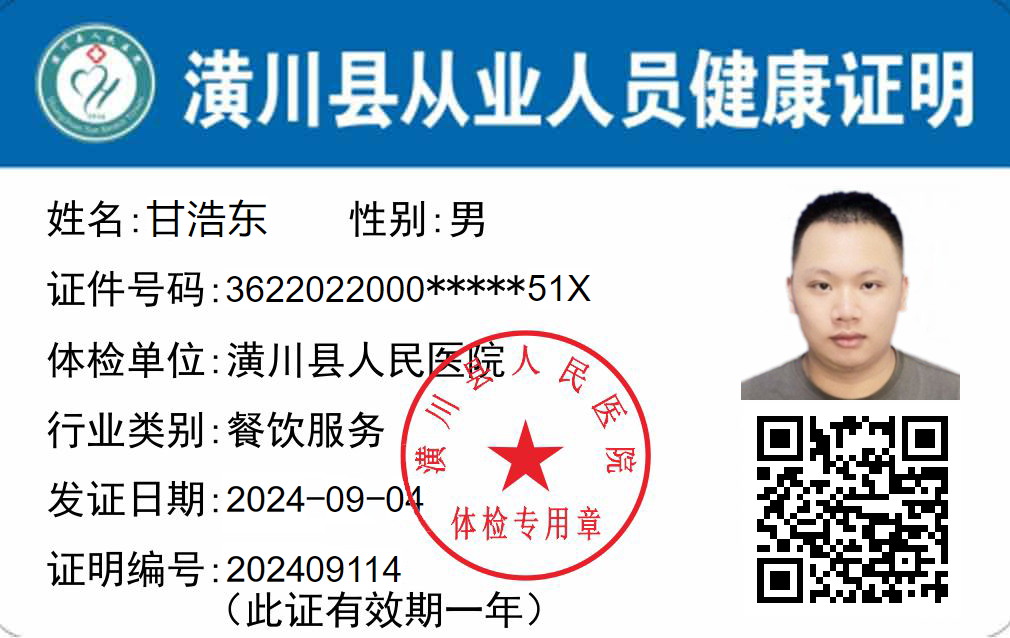 潢川县从业人员健康证明
姓名:甘浩东 性别:男
证件号码:3622022000*****51X
体检单位:潢川县人民医院
行业类别:餐饮服务
发证日期:2024-09-04
证明编号:202409114
(此证有效期一年)
潢川县人民医院
体检专用章